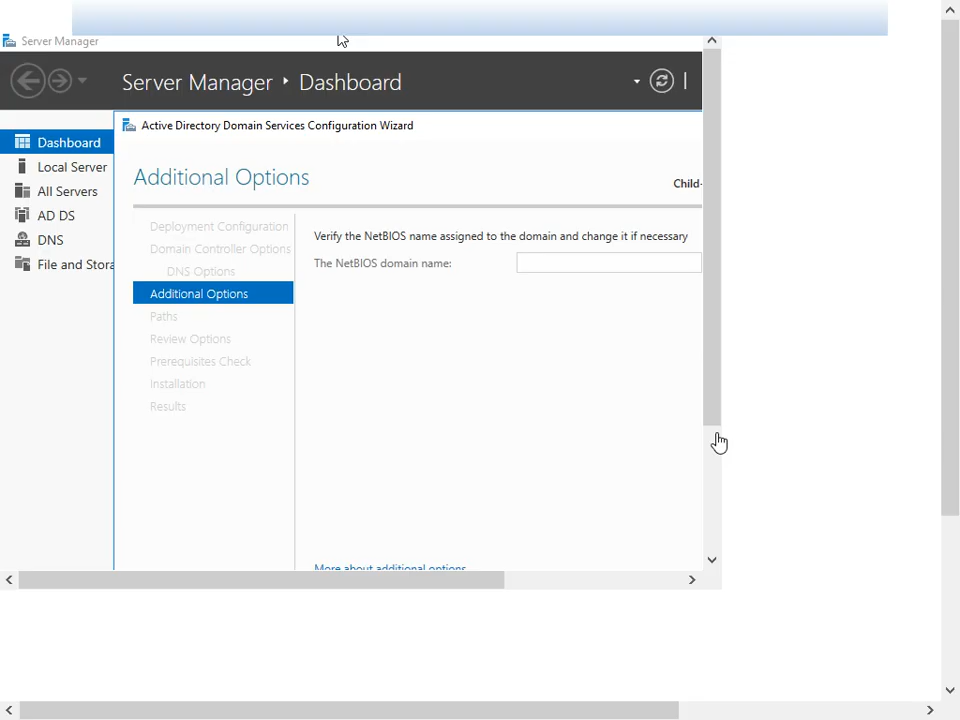 Server Manager
Server Manager ‣ Dashboard
Dashboard
Local Server
All Servers
AD DS
DNS
File and Stora
Active Directory Domain Services Configuration Wizard
Additional Options
Child-
Deployment Configuration
Domain Controller Options
DNS Options
Additional Options
Paths
Review Options
Prerequisites Check
Installation
Results
Verify the NetBIOS name assigned to the domain and change it if necessary
The NetBIOS domain name:
More about additional options